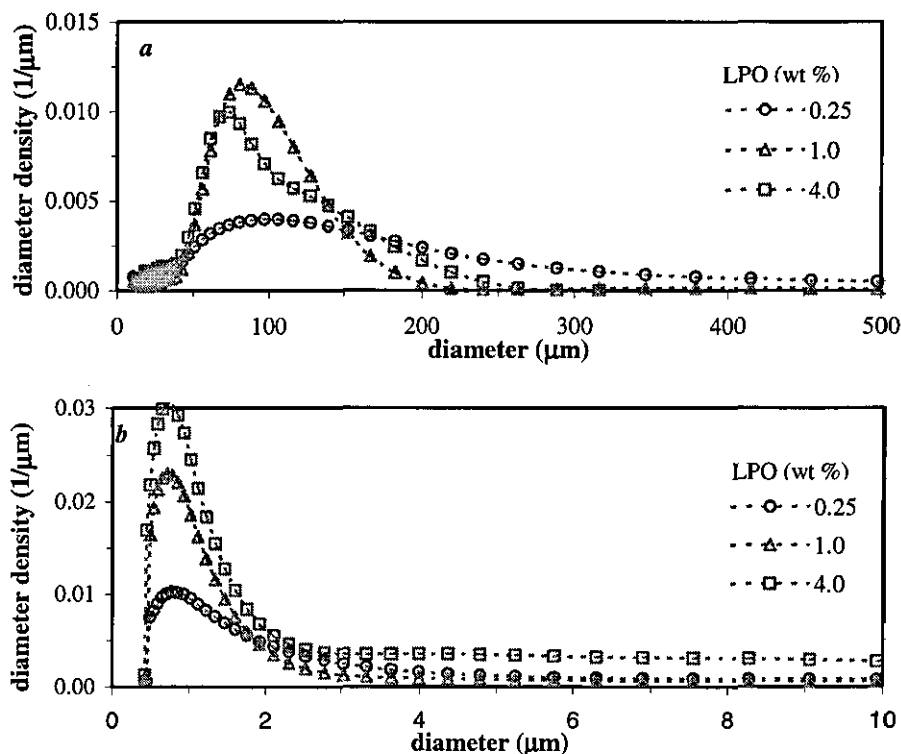 a
diameter density (1/µm)
0.015
0.010
0.005
0.000
LPO (wt %)
0.25
1.0
4.0
0 100 200 300 400 500
diameter (µm)
b
diameter density (1/µm)
0.03
0.02
0.01
0.00
LPO (wt %)
0.25
1.0
4.0
0 2 4 6 8 10
diameter (µm)